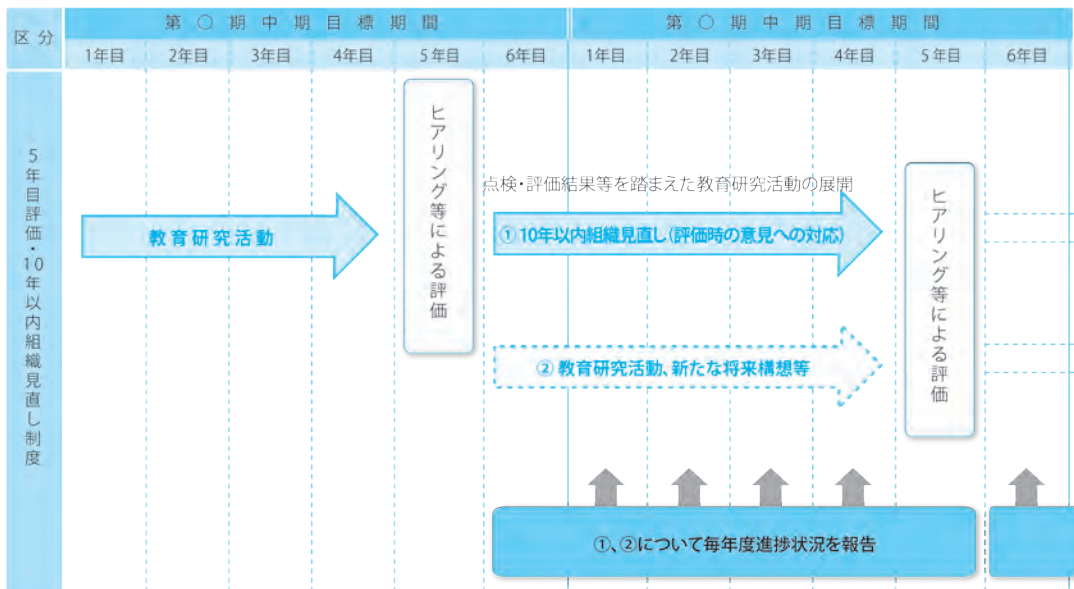 区分
第〇期中期目標期間
第〇期中期目標期間
1年目 2年目 3年目 4年目 5年目 6年目 1年目 2年目 3年目 4年目 5年目 6年目
5年目評価・10年以内組織見直し制度
教育研究活動
ヒアリング等による評価
点検・評価結果等を踏まえた教育研究活動の展開
① 10年以内組織見直し（評価時の意見への対応）
② 教育研究活動、新たな将来構想等
ヒアリング等による評価
①、②について毎年度進捗状況を報告